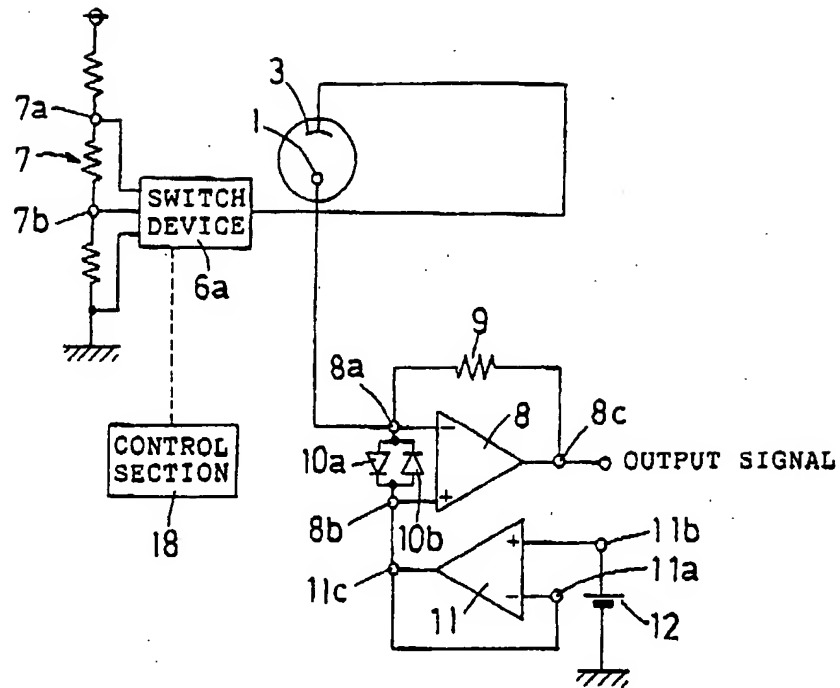 3
1
7a
7
7b
SWITCH
DEVICE
6a
9
8a
8
8c
10a
OUTPUT SIGNAL
CONTROL
SECTION
18
8b
10b
11b
11c
11a
11
12